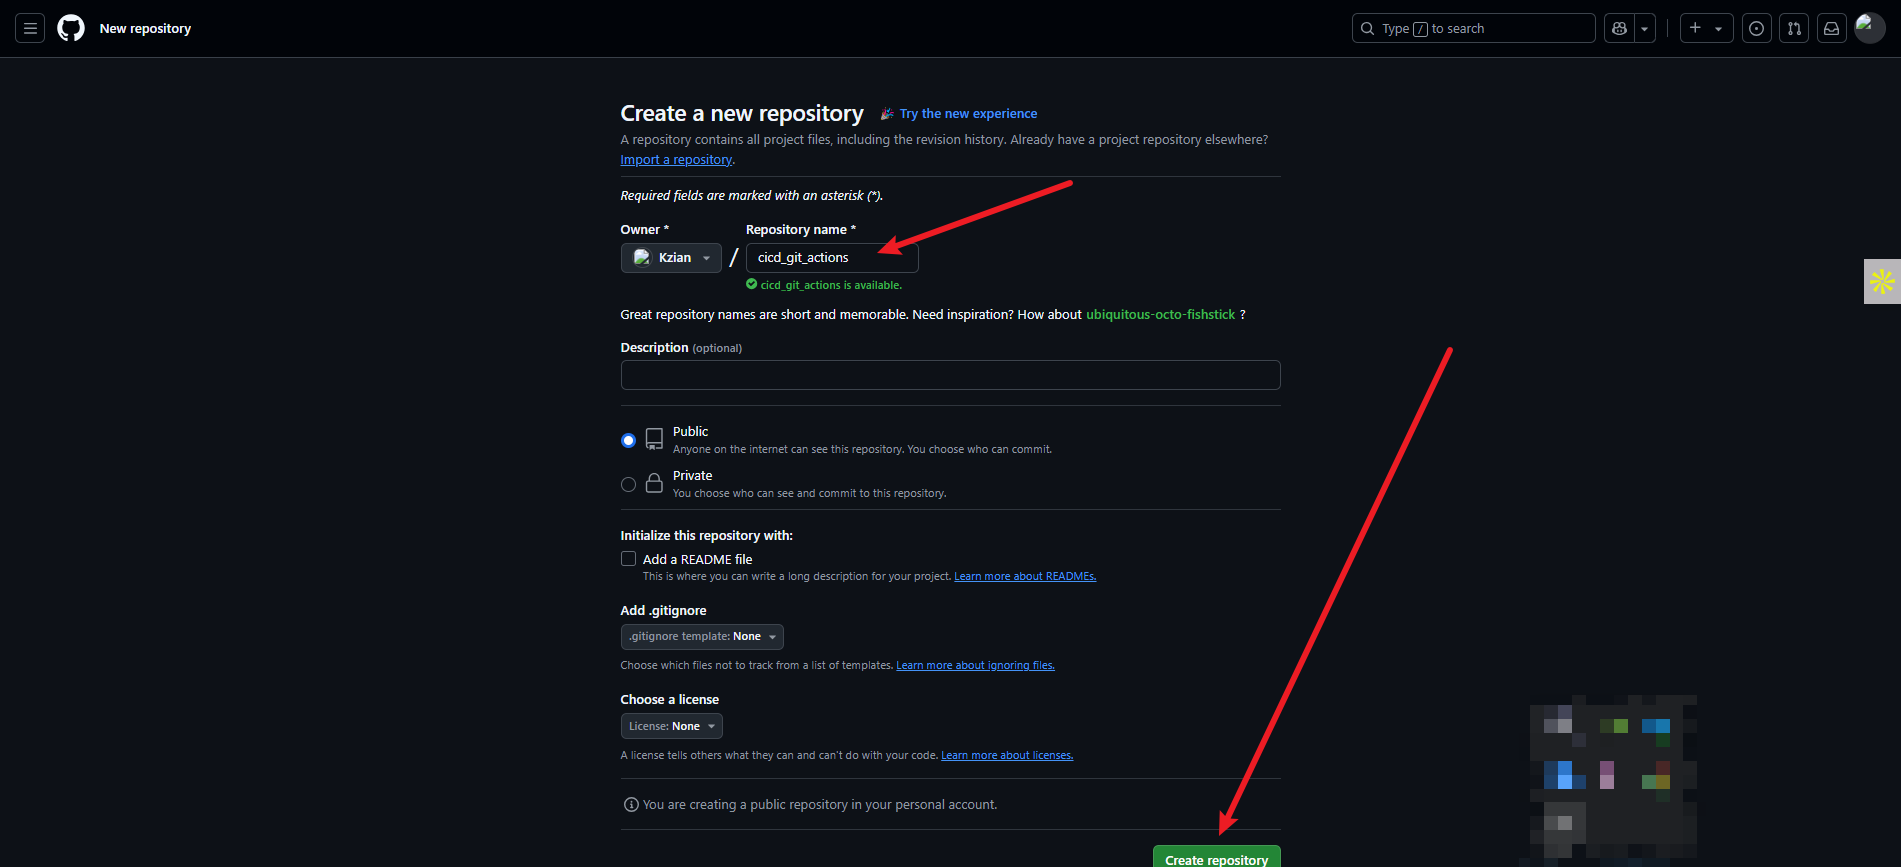 New repository
Type / to search
Create a new repository Try the new experience
A repository contains all project files, including the revision history. Already have a project repository elsewhere?
Import a repository.
Required fields are marked with an asterisk (*).
Owner * Repository name *
Kzian / cicd_git_actions
cicd_git_actions is available.
Great repository names are short and memorable. Need inspiration? How about ubiquitous-octo-fishstick ?
Description (optional)
Public
Anyone on the internet can see this repository. You choose who can commit.
Private
You choose who can see and commit to this repository.
Initialize this repository with:
Add a README file
This is where you can write a long description for your project. Learn more about READMEs.
Add .gitignore
.gitignore template: None
Choose which files not to track from a list of templates. Learn more about ignoring files.
Choose a license
License: None
A license tells others what they can and can't do with your code. Learn more about licenses.
You are creating a public repository in your personal account.
Create repository